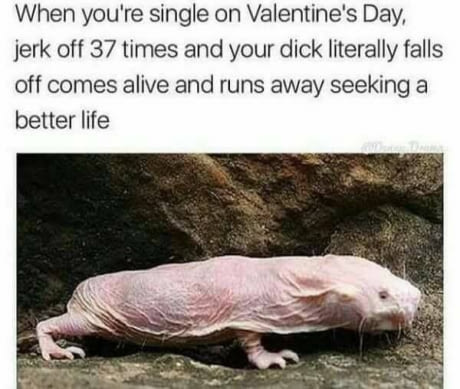 When you're single on Valentine's Day,
jerk off 37 times and your dick literally falls
off comes alive and runs away seeking a
better life